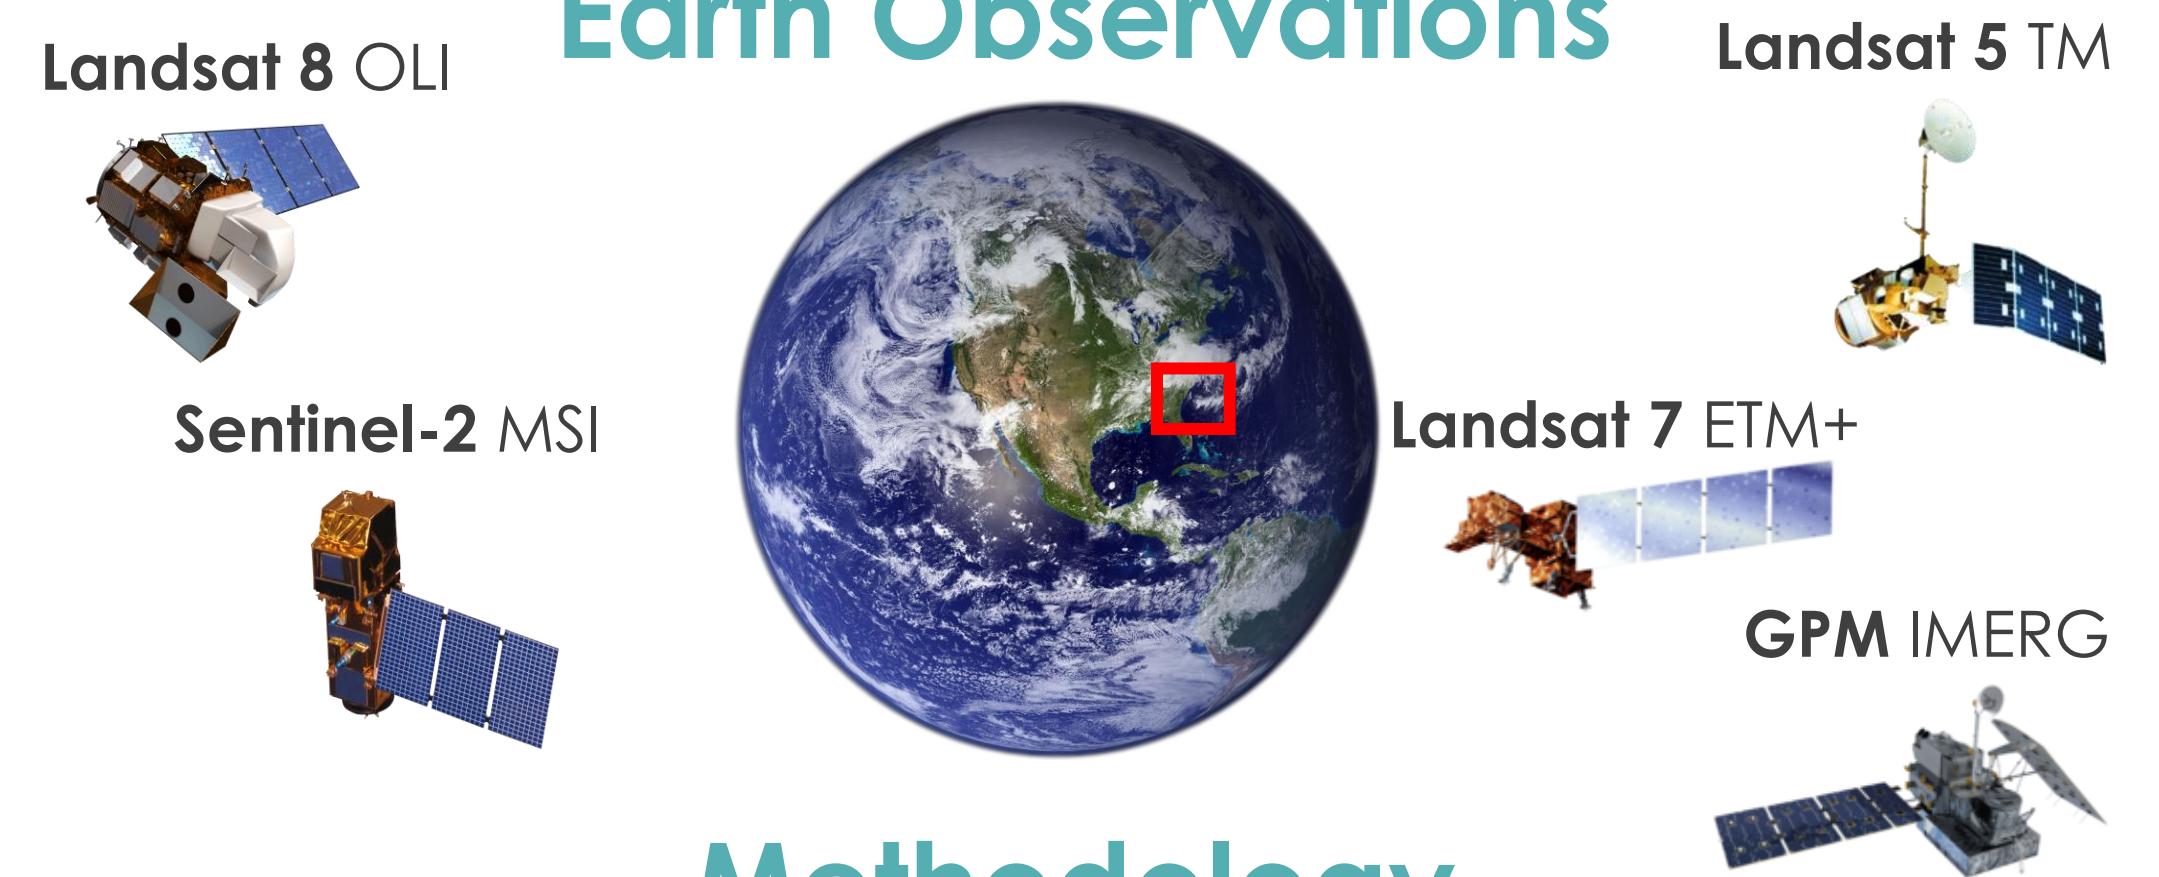 Earth Observations
Landsat 8 OLI
Landsat 5 TM
Sentinel-2 MSI
Landsat 7 ETM+
GPM IMERG
Methodology